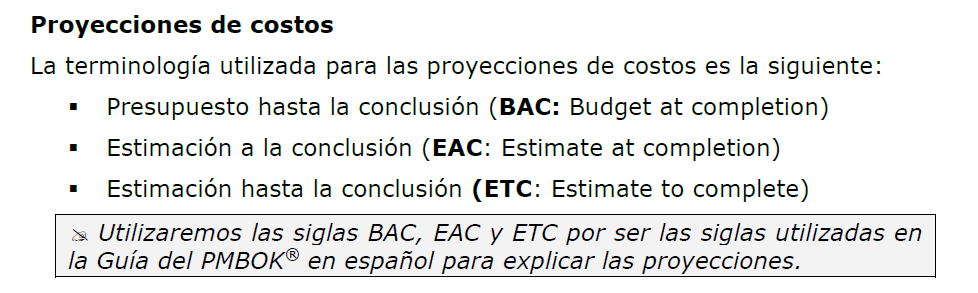 Proyecciones de costos
La terminología utilizada para las proyecciones de costos es la siguiente:
▪ Presupuesto hasta la conclusión (BAC: Budget at completion)
▪ Estimación a la conclusión (EAC: Estimate at completion)
▪ Estimación hasta la conclusión (ETC: Estimate to complete)
✍ Utilizaremos las siglas BAC, EAC y ETC por ser las siglas utilizadas en
la Guía del PMBOK® en español para explicar las proyecciones.